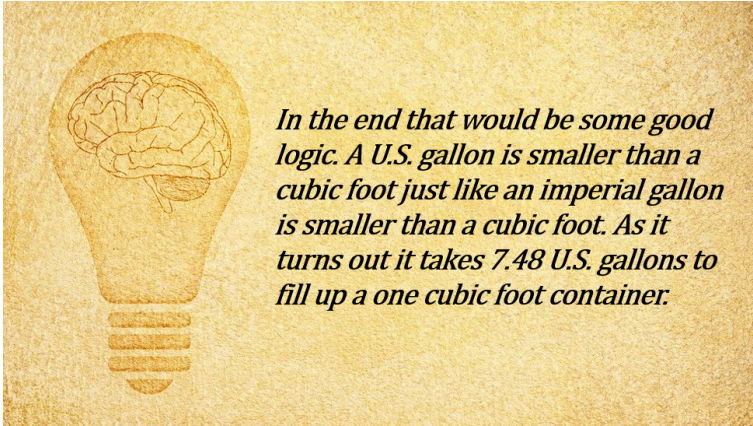 In the end that would be some good
logic. A U.S. gallon is smaller than a
cubic foot just like an imperial gallon
is smaller than a cubic foot. As it
turns out it takes 7.48 U.S. gallons to
fill up a one cubic foot container.